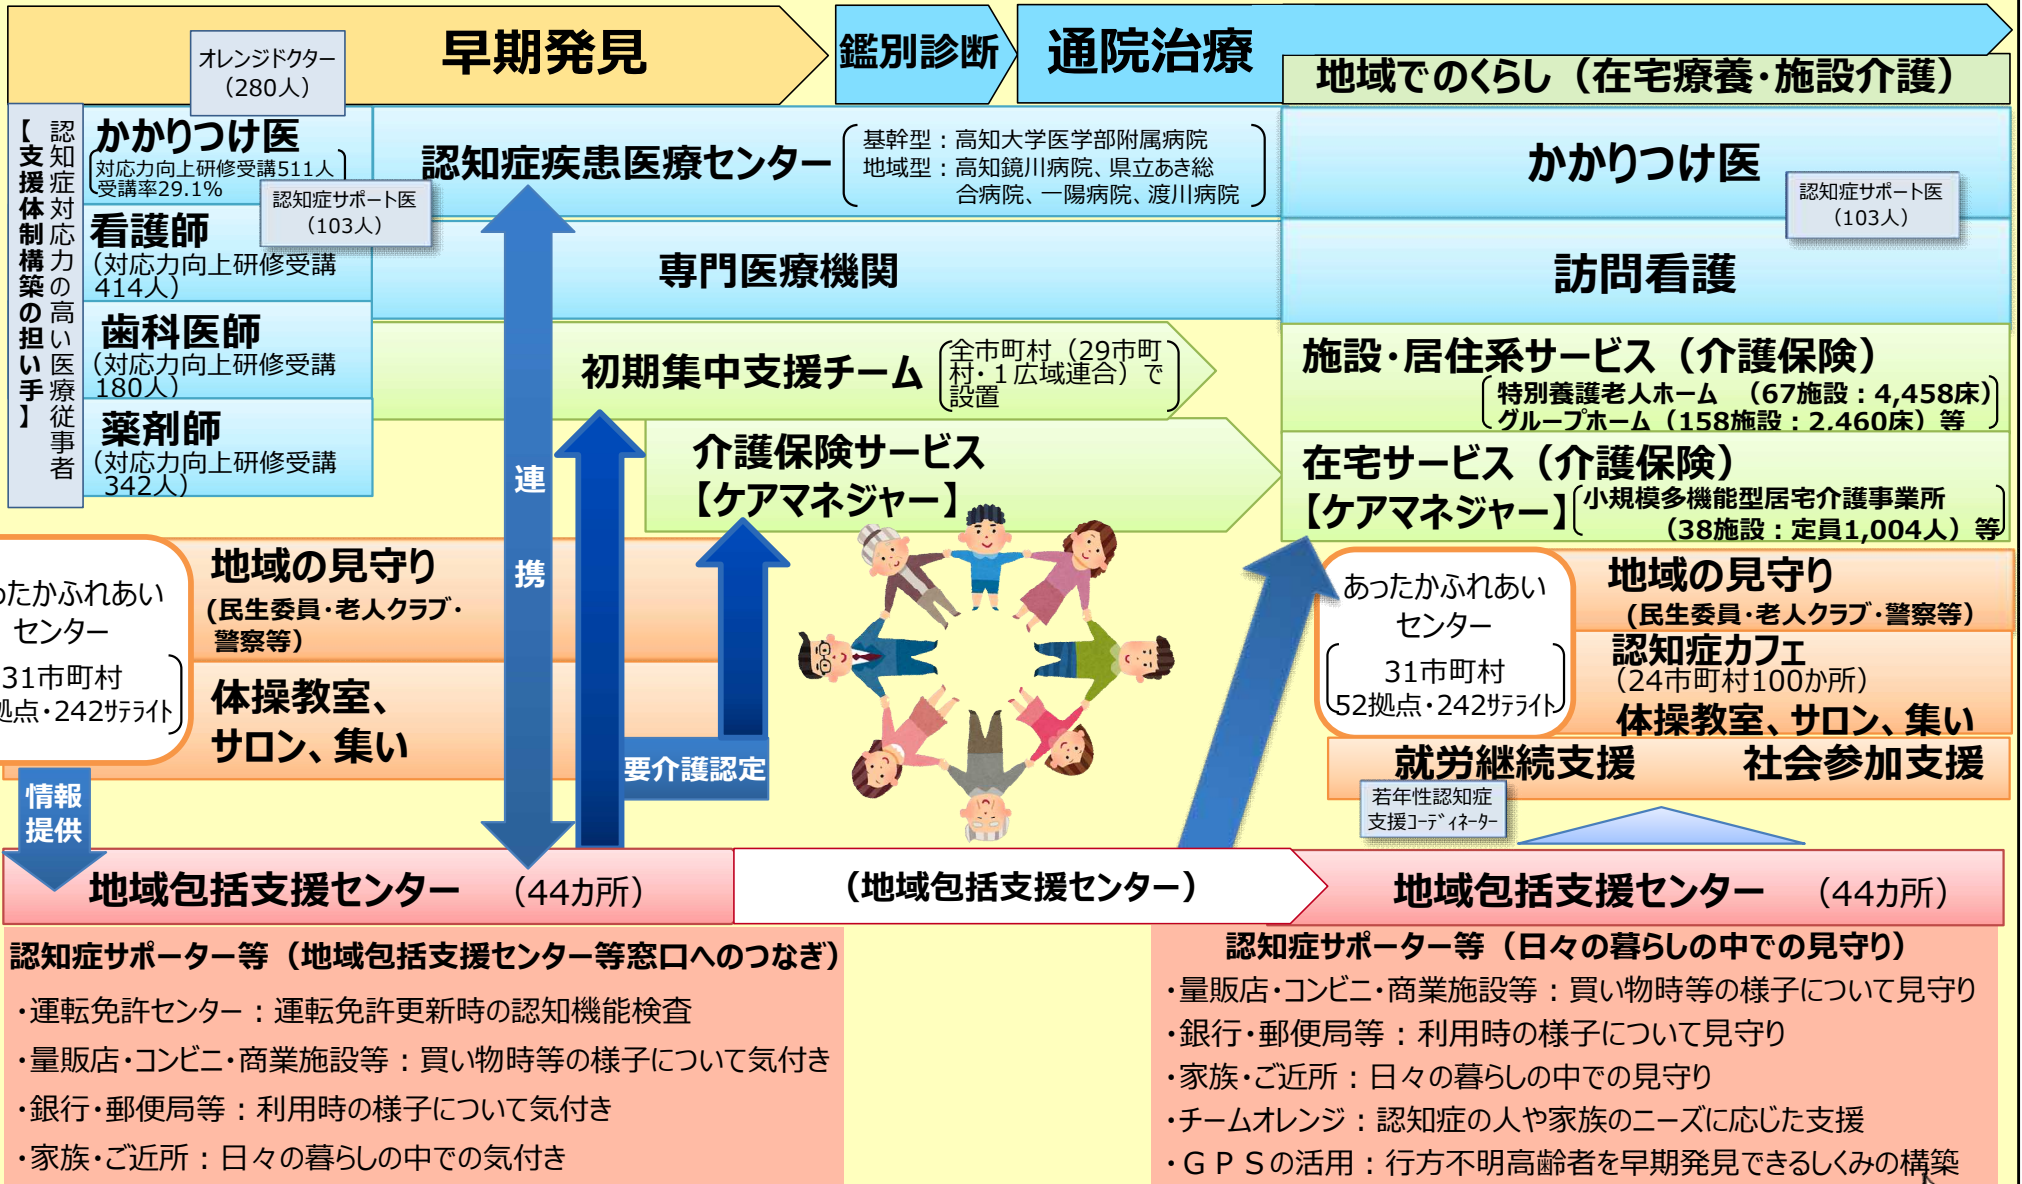 早期発見
鑑別診断
通院治療
地域でのくらし（在宅療養・施設介護）
オレンジドクター
（280人）
認知症対応力の高い医療従事者
【支援体制構築の担い手】
かかりつけ医
対応力向上研修受講511人
受講率29.1%
認知症サポート医
（103人）
看護師
（対応力向上研修受講
414人）
歯科医師
（対応力向上研修受講
180人）
薬剤師
（対応力向上研修受講
342人）
認知症疾患医療センター
基幹型：高知大学医学部附属病院
地域型：高知鏡川病院、県立あき総
合病院、一陽病院、渡川病院
専門医療機関
初期集中支援チーム
全市町村（29市町
村・１広域連合）で
設置
介護保険サービス
【ケアマネジャー】
連携
かかりつけ医
認知症サポート医
（103人）
訪問看護
施設・居住系サービス（介護保険）
特別養護老人ホーム （67施設：4,458床）
グループホーム（158施設：2,460床）等
在宅サービス（介護保険）
【ケアマネジャー】
小規模多機能型居宅介護事業所
（38施設：定員1,004人）等
たかふれあい
センター
31市町村
点・242ｻﾃﾗｲﾄ
地域の見守り
(民生委員・老人クラブ・
警察等）
体操教室、
サロン、集い
要介護認定
情報
提供
あったかふれあい
センター
31市町村
52拠点・242ｻﾃﾗｲﾄ
地域の見守り
(民生委員・老人クラブ・警察等）
認知症カフェ
（24市町村100か所）
体操教室、サロン、集い
就労継続支援 社会参加支援
若年性認知症
支援ｺｰﾃﾞｨﾈｰﾀｰ
地域包括支援センター （44カ所）
（地域包括支援センター）
地域包括支援センター （44カ所）
認知症サポーター等（地域包括支援センター等窓口へのつなぎ）
・運転免許センター：運転免許更新時の認知機能検査
・量販店・コンビニ・商業施設等：買い物時等の様子について気付き
・銀行・郵便局等：利用時の様子について気付き
・家族・ご近所：日々の暮らしの中での気付き
認知症サポーター等（日々の暮らしの中での見守り）
・量販店・コンビニ・商業施設等：買い物時等の様子について見守り
・銀行・郵便局等：利用時の様子について見守り
・家族・ご近所：日々の暮らしの中での見守り
・チームオレンジ：認知症の人や家族のニーズに応じた支援
・ＧＰＳの活用：行方不明高齢者を早期発見できるしくみの構築